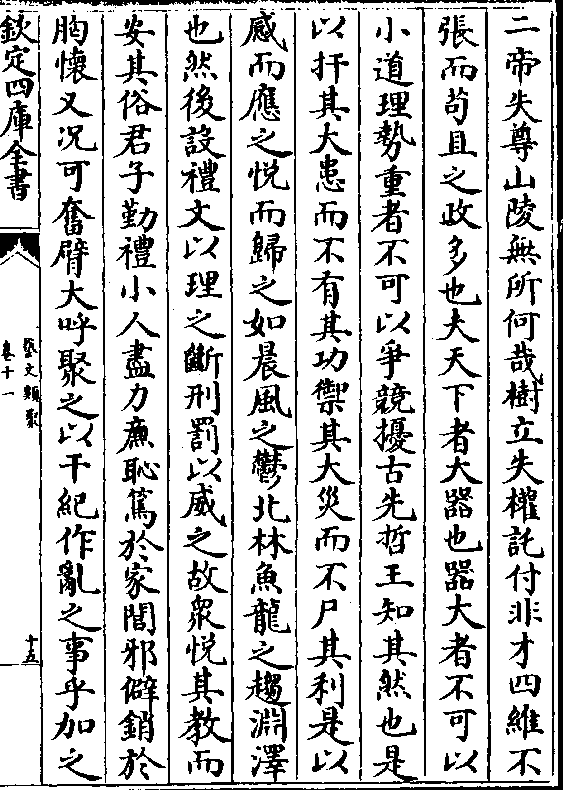 二帝失尊山陵無所何哉樹立失權託付非才四維不
張而苟且之政多也夫天下者大器也器大者不可以
小道理勢重者不可以爭競擾古先哲王知其然也是
以扞其大患而不有其功禦其大災而不尸其利是以
感而應之悅而歸之如晨風之鬱北林魚龍之趨淵澤
也然後設禮文以理之斷刑罰以威之故眾悅其教而
安其俗君子勤禮小人盡力廉恥篤於家閭邪僻銷於
胸懷又况可奮臂大呼聚之以干紀作亂之事乎加之
欽定四庫全書
藝文類聚
卷十一
十五